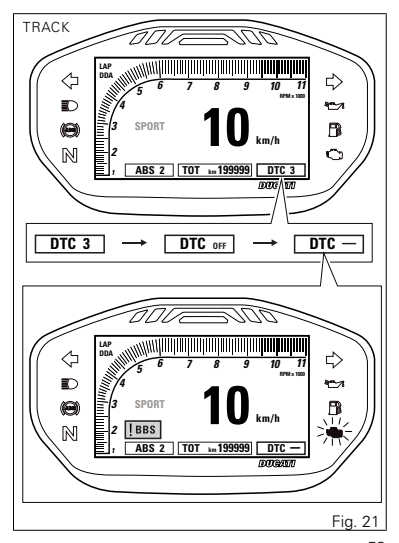 TRACK
LAP
DDA
1 2 3 4 5 6 7 8 9 10 11
RPM x 1000
SPORT
10 km/h
ABS
N
ABS 2 TOT km 199999 DTC 3
DUCATI
DTC 3 → DTC OFF → DTC —
LAP
DDA
1 2 3 4 5 6 7 8 9 10 11
RPM x 1000
SPORT
10 km/h
ABS
N
! BBS
ABS 2 TOT km 199999 DTC —
DUCATI
Fig. 21